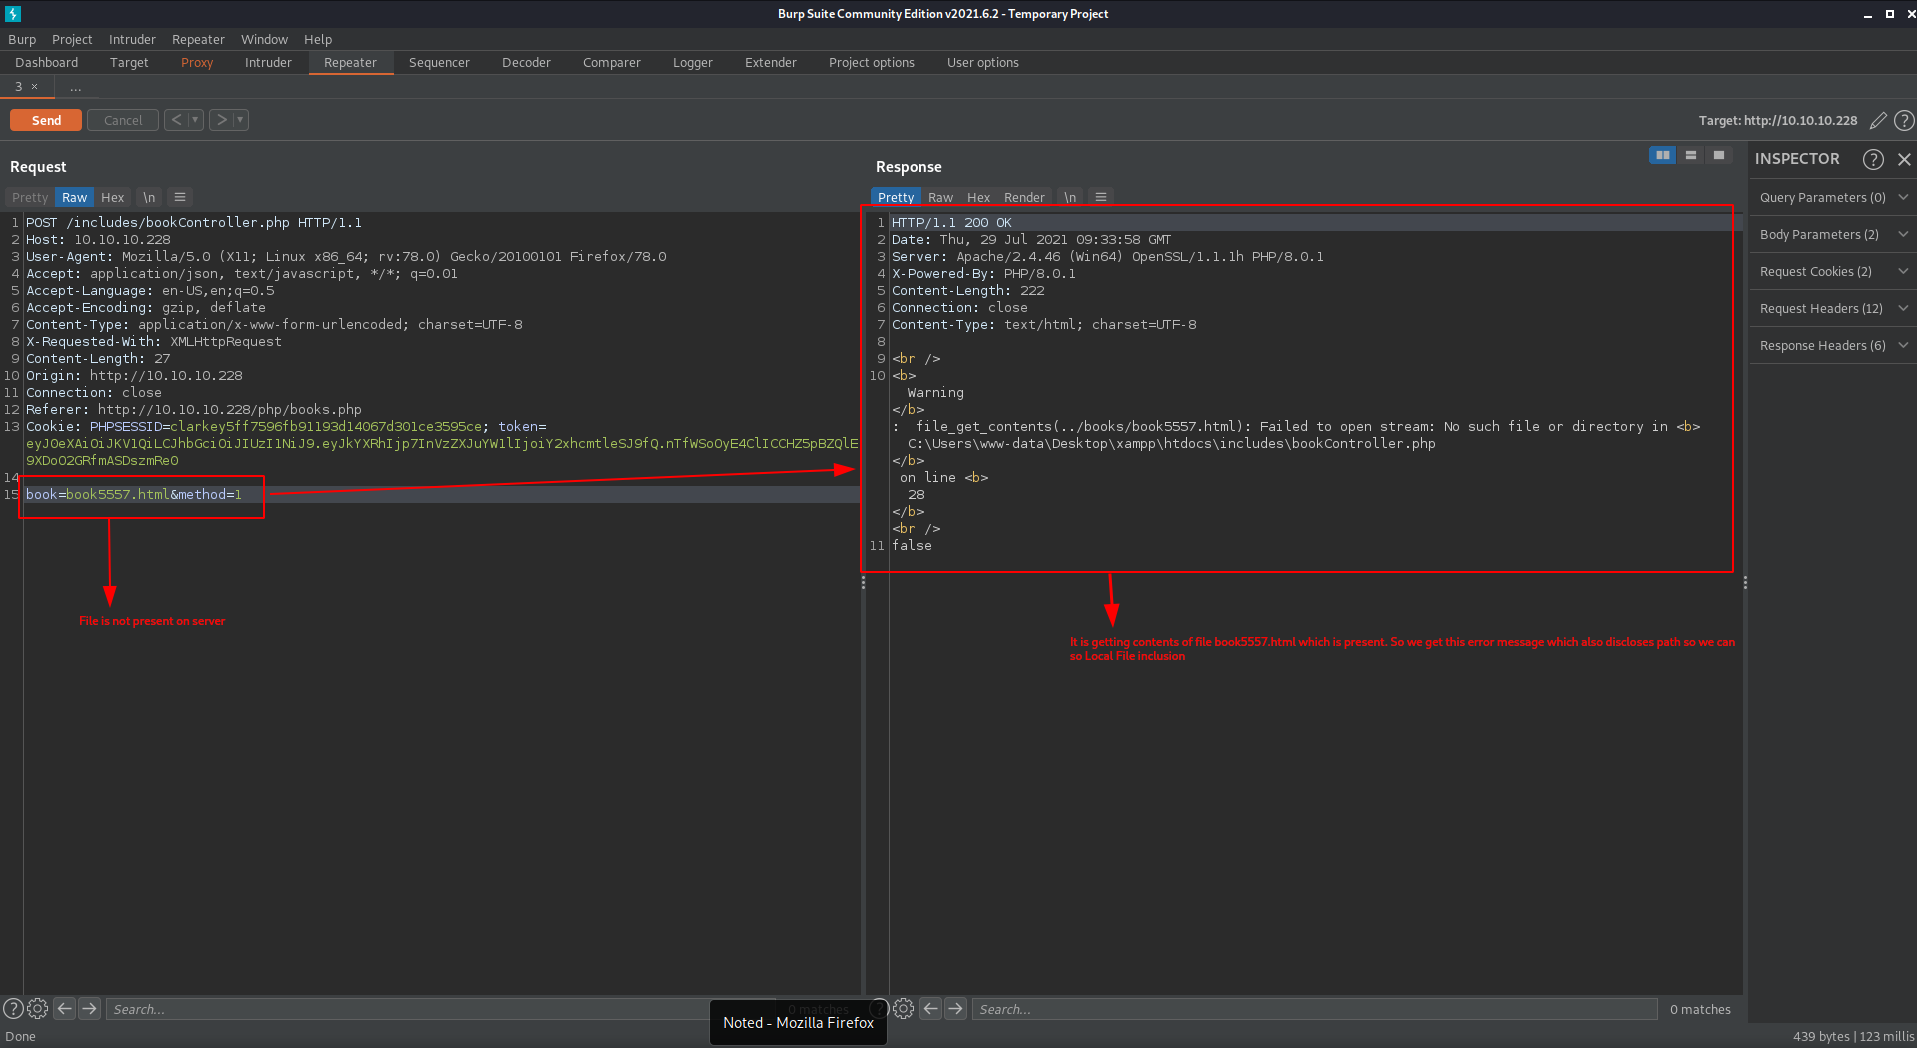 Burp Suite Community Edition v2021.6.2 - Temporary Project
Burp Project Intruder Repeater Window Help
Dashboard Target Proxy Intruder Repeater Sequencer Decoder Comparer Logger Extender Project options User options
3 × ...
Send Cancel < > Target: http://10.10.10.228 ?
Request
Pretty Raw Hex \n
1 POST /includes/bookController.php HTTP/1.1
2 Host: 10.10.10.228
3 User-Agent: Mozilla/5.0 (X11; Linux x86_64; rv:78.0) Gecko/20100101 Firefox/78.0
4 Accept: application/json, text/javascript, */*; q=0.01
5 Accept-Language: en-US,en;q=0.5
6 Accept-Encoding: gzip, deflate
7 Content-Type: application/x-www-form-urlencoded; charset=UTF-8
8 X-Requested-With: XMLHttpRequest
9 Content-Length: 27
10 Origin: http://10.10.10.228
11 Connection: close
12 Referer: http://10.10.10.228/php/books.php
13 Cookie: PHPSESSID=clarkey5ff7596fb91193d14067d301ce3595ce; token=
eyJ0eXAiOiJKV1QiLCJhbGciOiJIUzI1NiJ9.eyJkYXRhIjp7InVzZXJuYW1lIjoiY2xhcmtleSJ9fQ.nTfWSoOyE4ClICCHZ5pBZQlE
9XDoO2GRfmASDszmRe0
14
15 book=book5557.html&method=1
File is not present on server
Response
Pretty Raw Hex Render \n
1 HTTP/1.1 200 OK
2 Date: Thu, 29 Jul 2021 09:33:58 GMT
3 Server: Apache/2.4.46 (Win64) OpenSSL/1.1.1h PHP/8.0.1
4 X-Powered-By: PHP/8.0.1
5 Content-Length: 222
6 Connection: close
7 Content-Type: text/html; charset=UTF-8
8
9 <br />
10 <b>
Warning
</b>
: file_get_contents(../books/book5557.html): Failed to open stream: No such file or directory in <b>
C:\Users\www-data\Desktop\xampp\htdocs\includes\bookController.php
</b>
on line <b>
28
</b>
<br />
11 false
It is getting contents of file book5557.html which is present. So we get this error message which also discloses path so we can
so Local File inclusion
INSPECTOR ?
Query Parameters (0)
Body Parameters (2)
Request Cookies (2)
Request Headers (12)
Response Headers (6)
? Search... 0 matches
? Search... 0 matches
Noted - Mozilla Firefox
Done 439 bytes | 123 millis